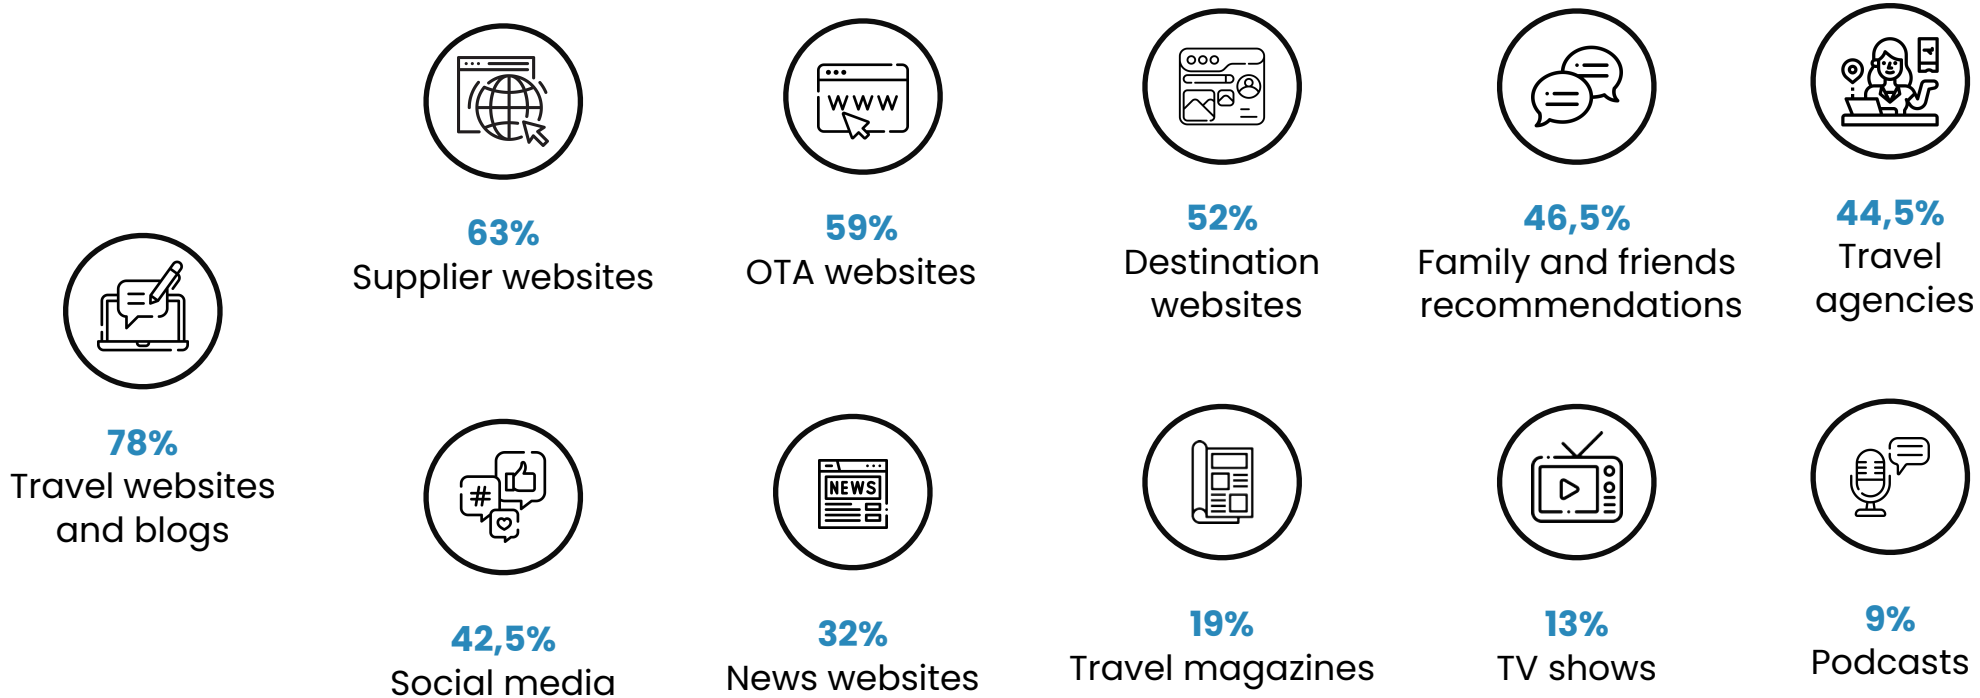 78%
Travel websites
and blogs
63%
Supplier websites
WWW
59%
OTA websites
52%
Destination
websites
46,5%
Family and friends
recommendations
44,5%
Travel
agencies
#
42,5%
Social media
NEWS
32%
News websites
19%
Travel magazines
13%
TV shows
9%
Podcasts